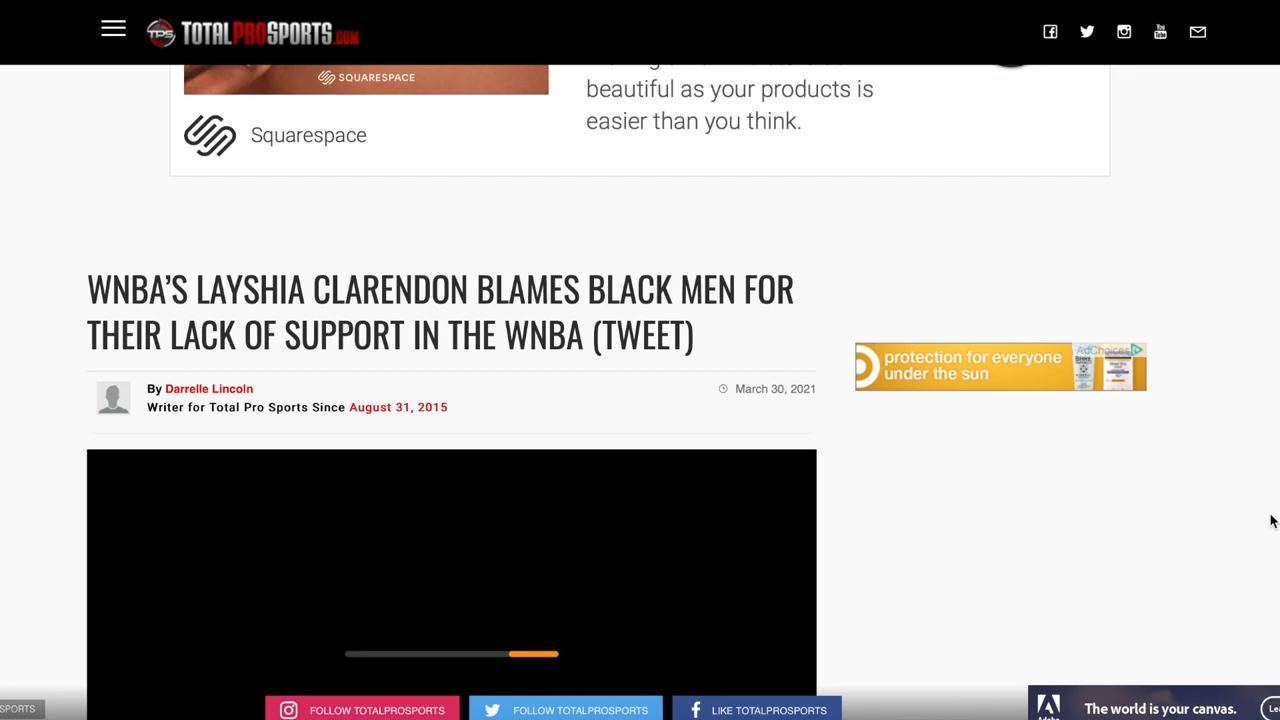 TPS TOTALPROSPORTS.COM
SQUARESPACE
beautiful as your products is
easier than you think.
Squarespace
WNBA'S LAYSHIA CLARENDON BLAMES BLACK MEN FOR
THEIR LACK OF SUPPORT IN THE WNBA (TWEET)
By Darrelle Lincoln
March 30, 2021
Writer for Total Pro Sports Since August 31, 2015
AdChoices
protection for everyone
under the sun
SPORTS
FOLLOW TOTALPROSPORTS
FOLLOW TOTALPROSPORTS
LIKE TOTALPROSPORTS
Adobe
The world is your canvas.